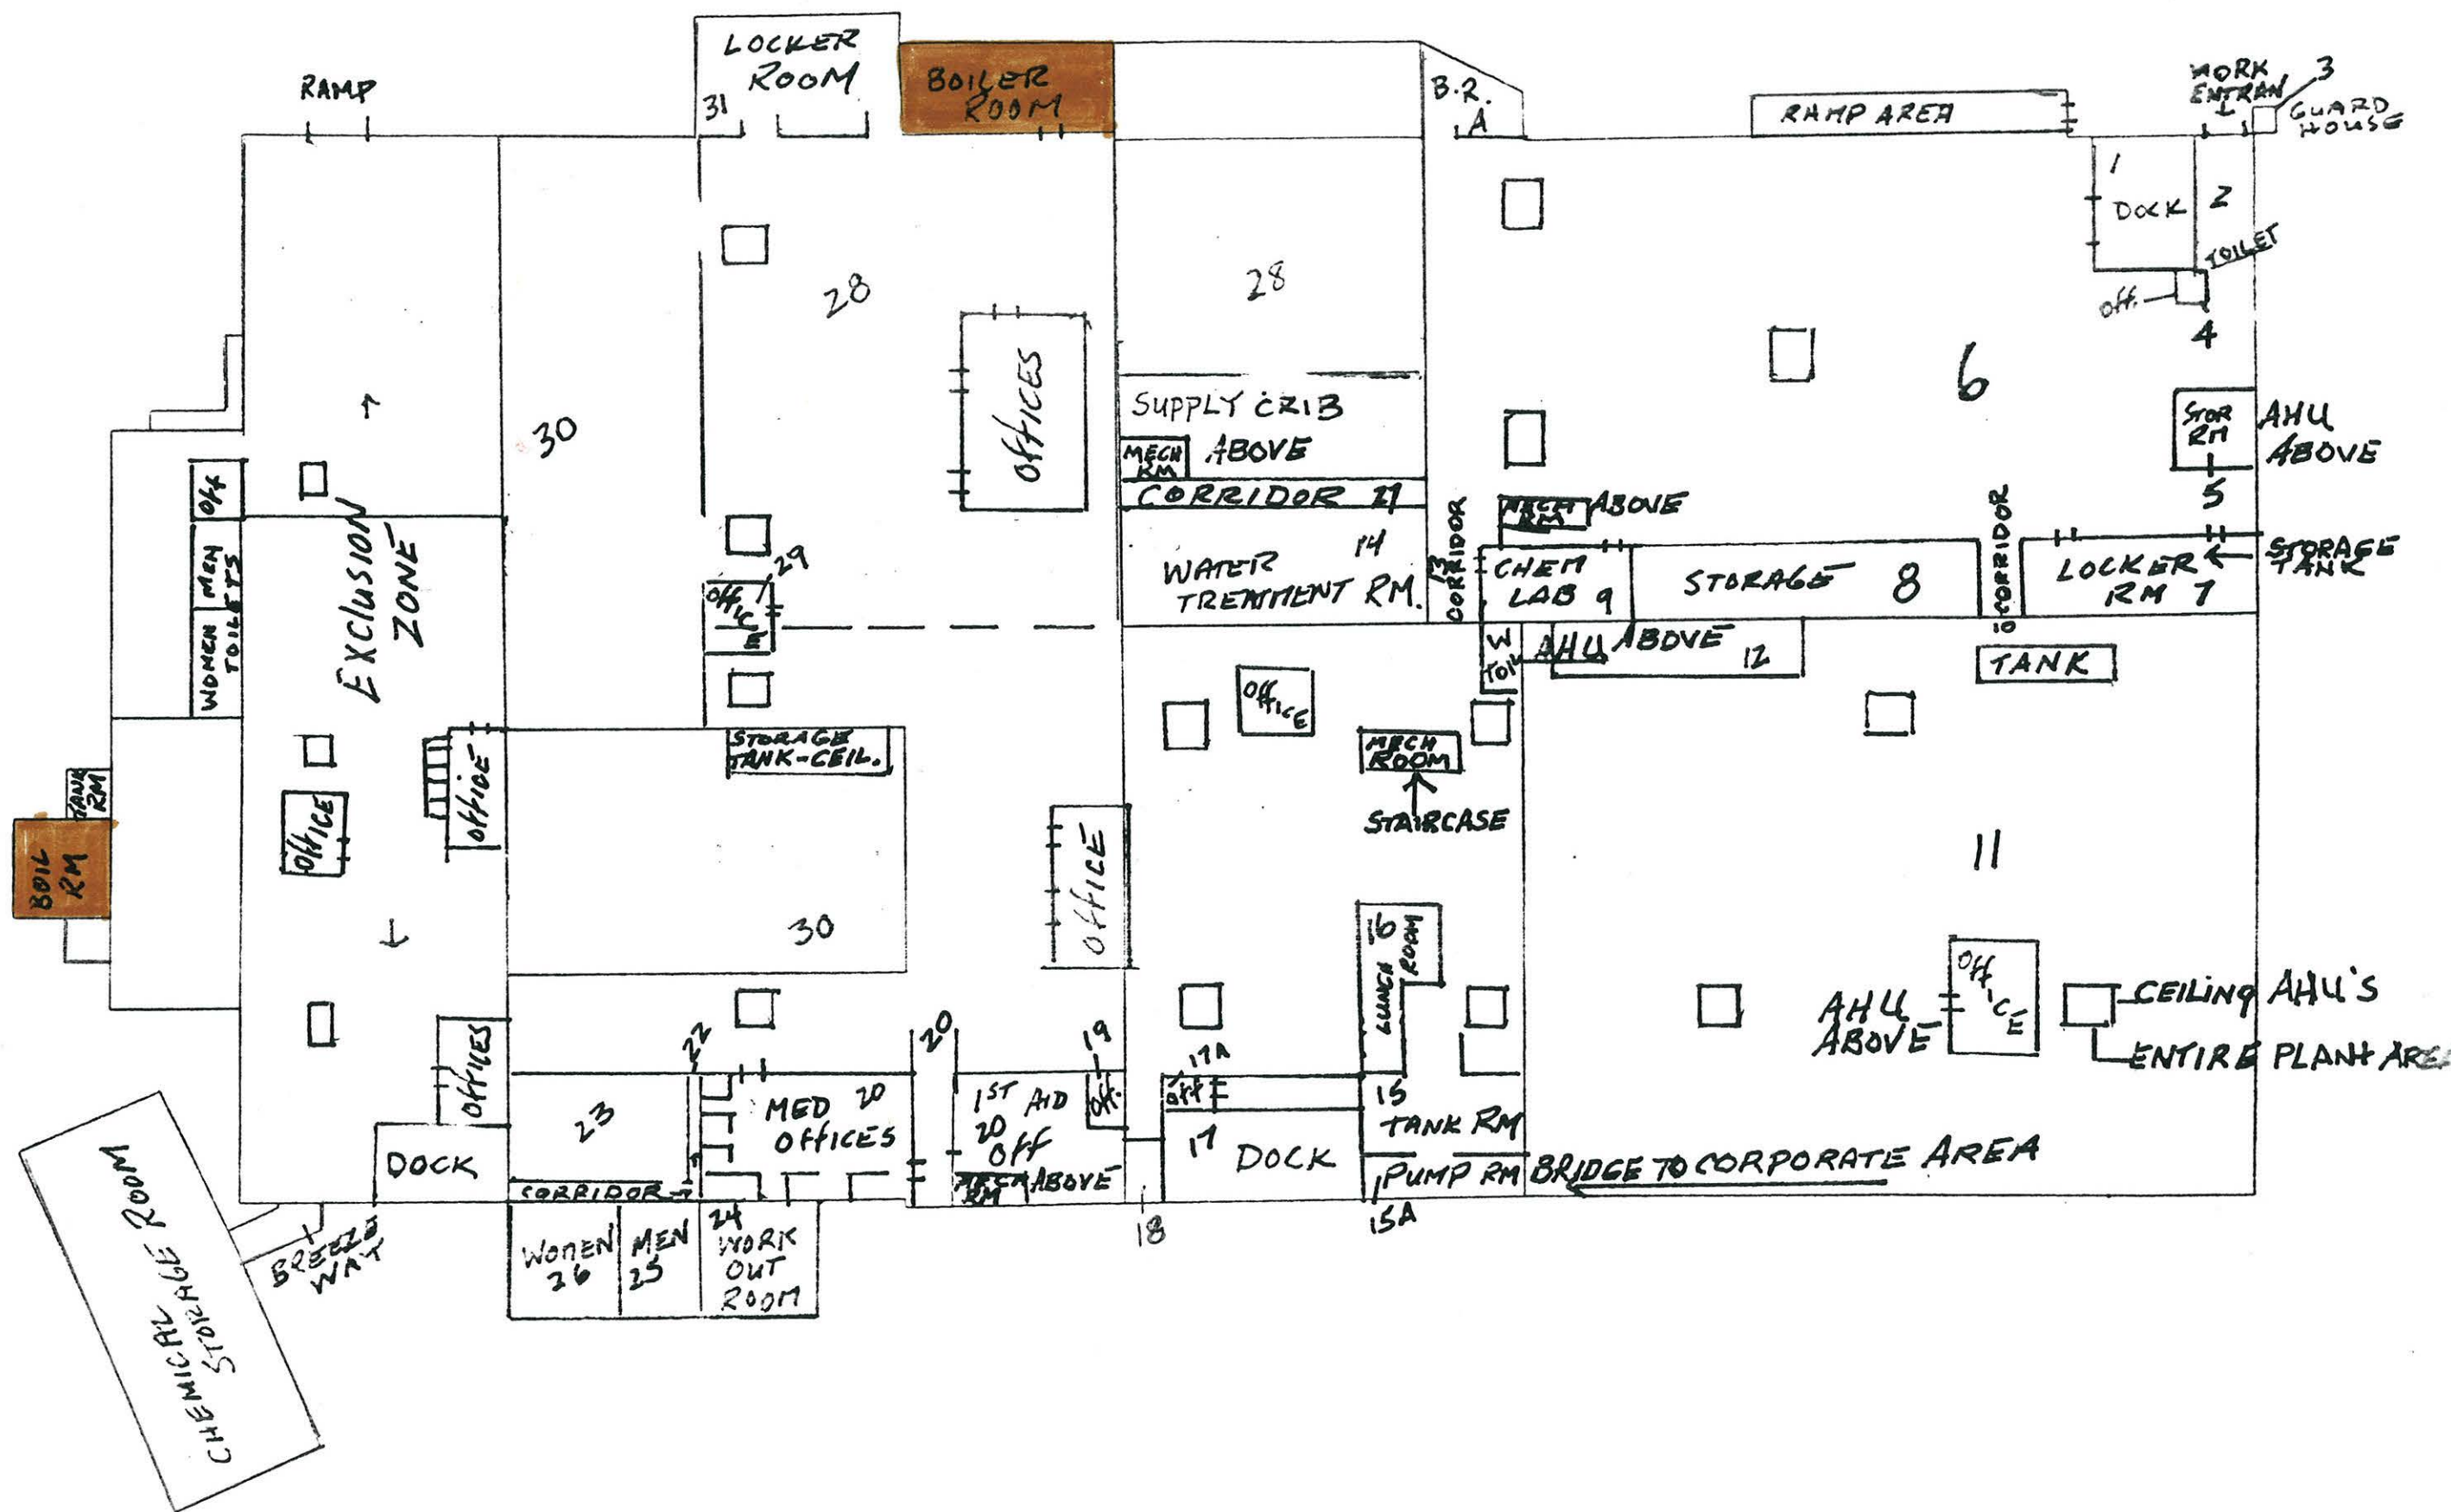 LOCKER
ROOM
31
BOILER
ROOM
RAMP
B.R.
A
RAMP AREA
WORK
ENTRAN
3
GUARD
HOUSE
1
DOCK
2
TOILET
Off.
4
28
28
6
30
OFFICES
SUPPLY CRIB
MECH
RM
ABOVE
CORRIDOR 27
STOR
RM
AHU
ABOVE
5
Off
MEN
WOMEN
TOILETS
EXCLUSION
ZONE
MECH
RM
ABOVE
CORRIDOR
13
CORRIDOR
10
WATER
TREATMENT RM.
14
CHEM
LAB 9
STORAGE 8
LOCKER
RM 7
STORAGE
TANK
29
OFFICE
W
TOIL
AHU ABOVE
12
TANK
OFFICE
STORAGE
TANK-CEIL.
MECH
ROOM
STAIRCASE
TANK
RM
BOIL
RM
OFFICE
OFFICE
OFFICE
11
30
16
LUNCH
ROOM
OFFICE
AHU
ABOVE
CEILING AHU'S
ENTIRE PLANT AREA
OFFICES
22
20
19
17A
Off
23
MED 20
OFFICES
1ST AID
20
Off
Off.
15
TANK RM
DOCK
17
DOCK
CORRIDOR
MECH
RM
ABOVE
PUMP RM
BRIDGE TO CORPORATE AREA
15A
18
WOMEN
26
MEN
25
24
WORK
OUT
ROOM
BREEZE
WAY
CHEMICAL
STORAGE ROOM